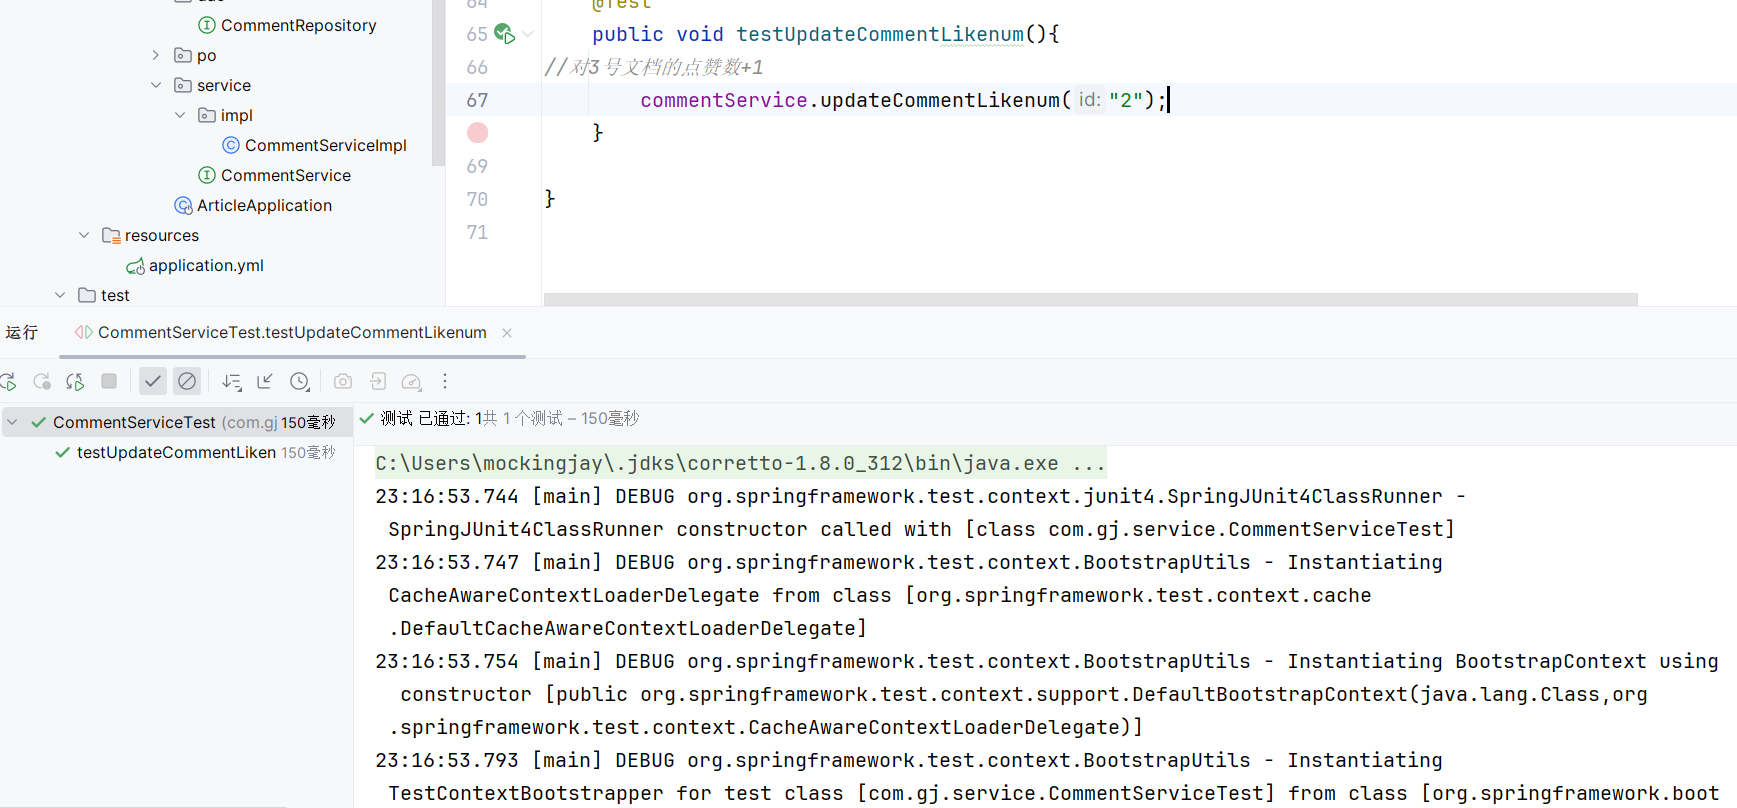 CommentRepository
po
service
impl
CommentServiceImpl
CommentService
ArticleApplication
resources
application.yml
test
64 @Test
65 public void testUpdateCommentLikenum(){
66 //对3号文档的点赞数+1
67 commentService.updateCommentLikenum( id: "2");
}
69
70 }
71
运行 CommentServiceTest.testUpdateCommentLikenum
CommentServiceTest (com.gj 150毫秒
testUpdateCommentLiken 150毫秒
测试 已通过: 1共 1 个测试 – 150毫秒
C:\Users\mockingjay\.jdks\corretto-1.8.0_312\bin\java.exe ...
23:16:53.744 [main] DEBUG org.springframework.test.context.junit4.SpringJUnit4ClassRunner -
SpringJUnit4ClassRunner constructor called with [class com.gj.service.CommentServiceTest]
23:16:53.747 [main] DEBUG org.springframework.test.context.BootstrapUtils - Instantiating
CacheAwareContextLoaderDelegate from class [org.springframework.test.context.cache
.DefaultCacheAwareContextLoaderDelegate]
23:16:53.754 [main] DEBUG org.springframework.test.context.BootstrapUtils - Instantiating BootstrapContext using
constructor [public org.springframework.test.context.support.DefaultBootstrapContext(java.lang.Class,org
.springframework.test.context.CacheAwareContextLoaderDelegate)]
23:16:53.793 [main] DEBUG org.springframework.test.context.BootstrapUtils - Instantiating
TestContextBootstrapper for test class [com.gj.service.CommentServiceTest] from class [org.springframework.boot